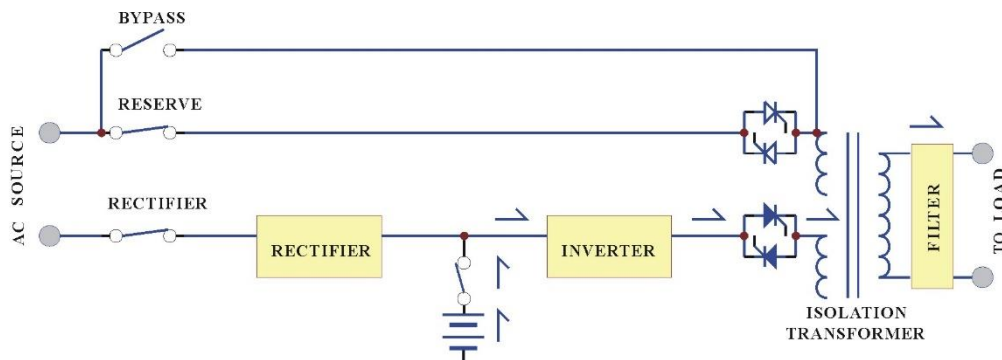 BYPASS
RESERVE
AC SOURCE
RECTIFIER
RECTIFIER
INVERTER
FILTER
TO LOAD
ISOLATION
TRANSFORMER